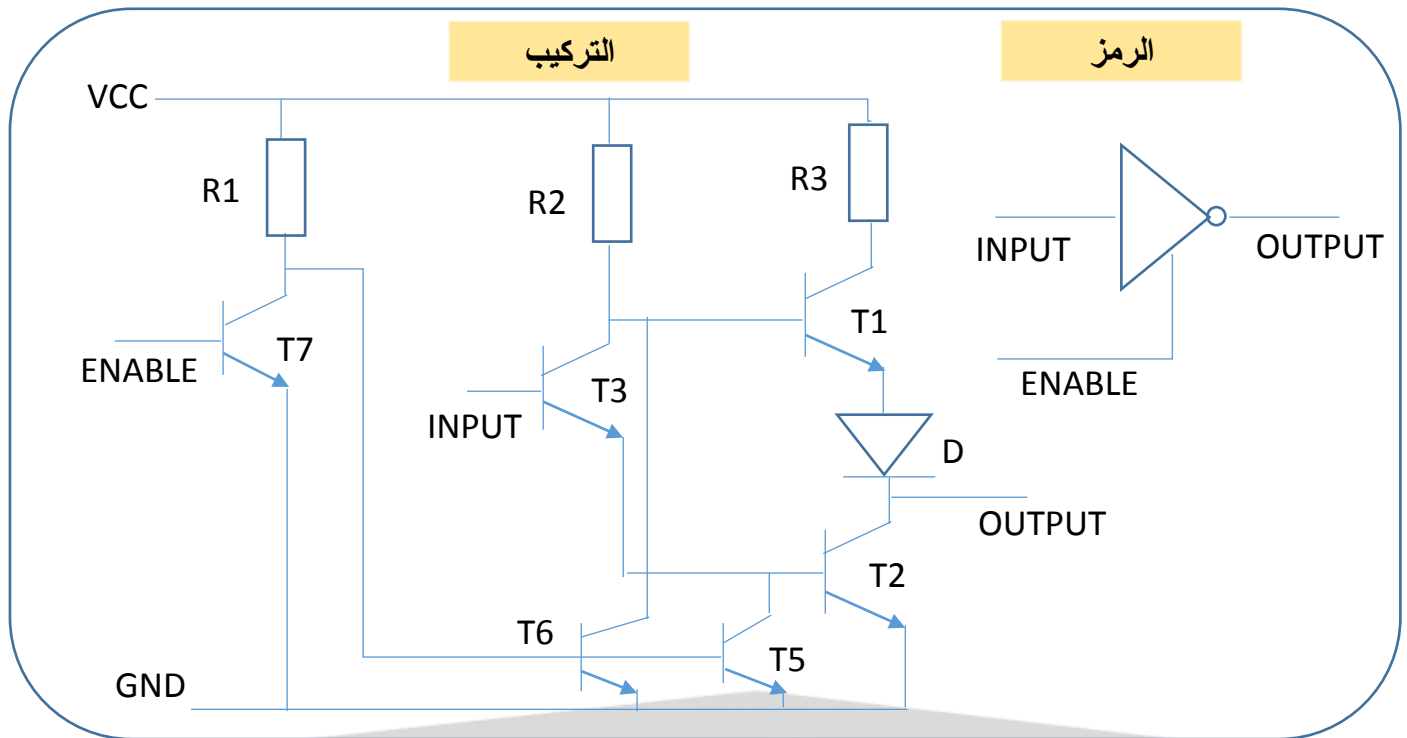 التركيب
الرمز
VCC
R1
R2
R3
INPUT
OUTPUT
T1
T7
ENABLE
T3
ENABLE
INPUT
D
OUTPUT
T2
T6
T5
GND